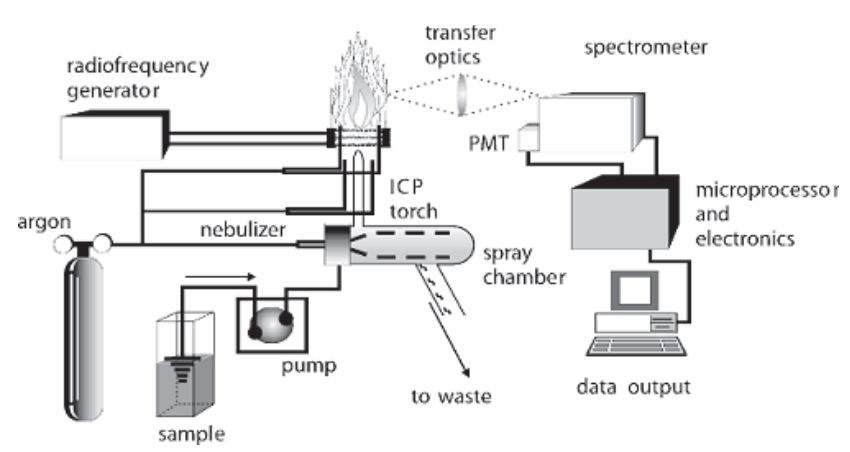 transfer
optics
spectrometer
radiofrequency
generator
PMT
ICP
torch
microprocessor
and
electronics
argon
nebulizer
spray
chamber
pump
to waste
data output
sample